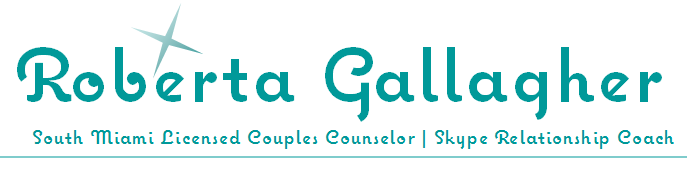 Roberta Gallagher
South Miami Licensed Couples Counselor | Skype Relationship Coach